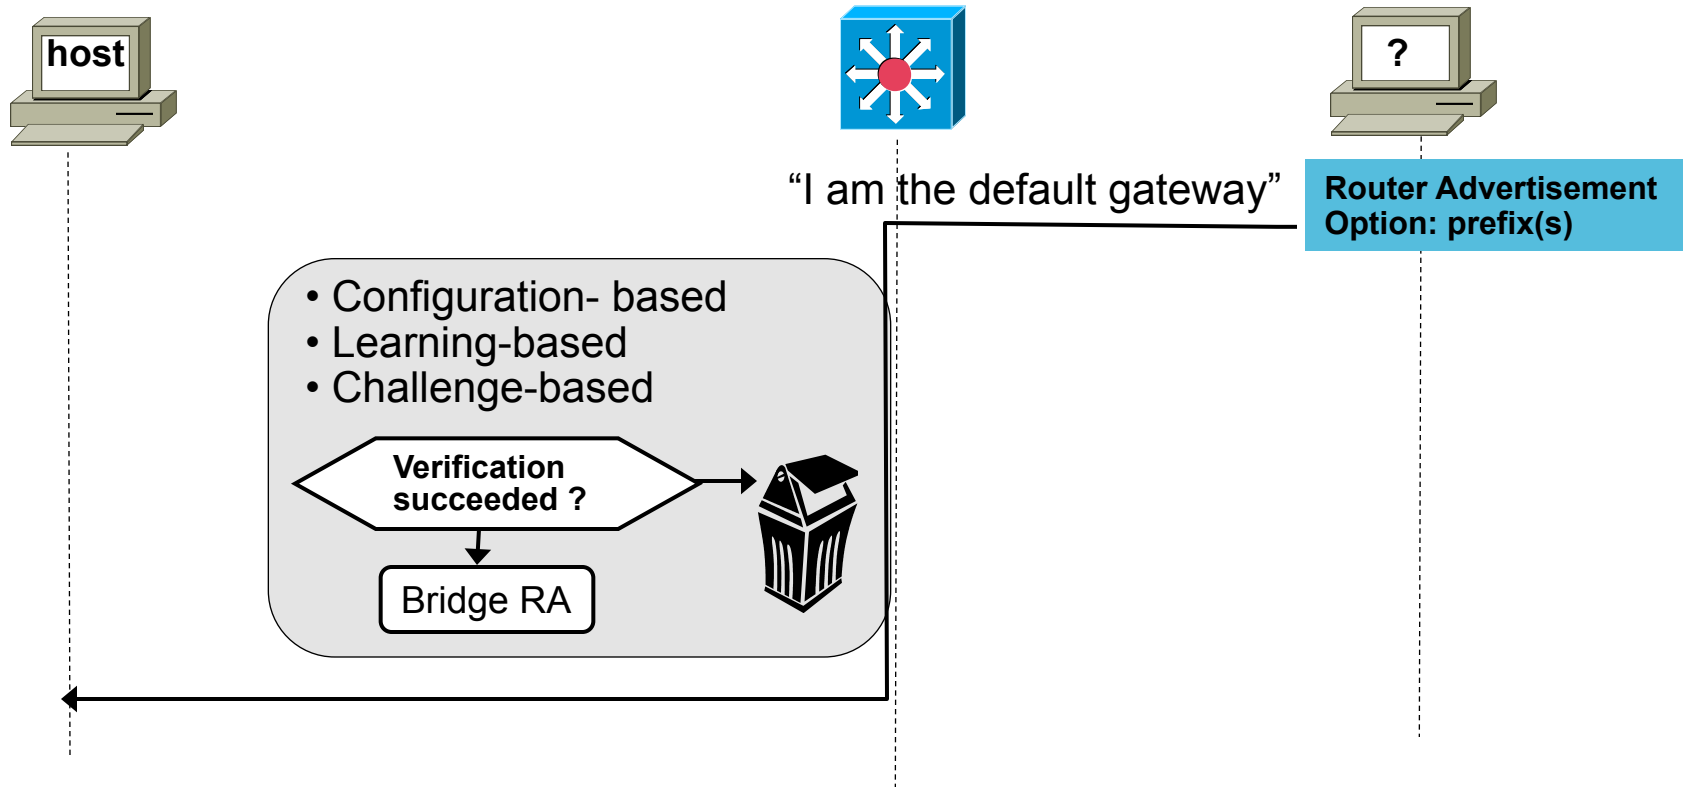 host
?
“I am the default gateway”
Router Advertisement
Option: prefix(s)
• Configuration- based
• Learning-based
• Challenge-based
Verification
succeeded ?
Bridge RA